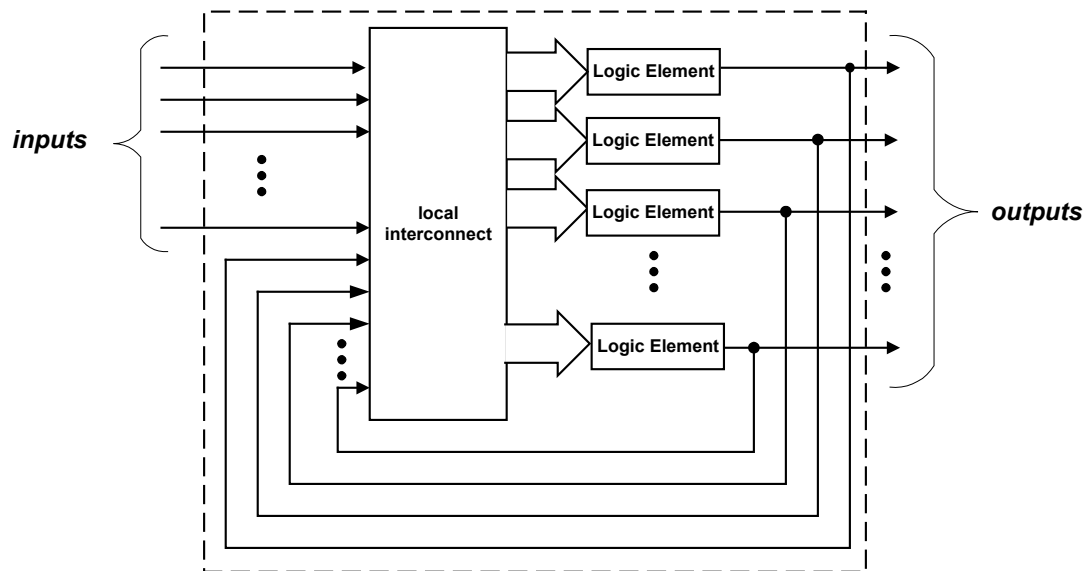 inputs
local
interconnect
Logic Element
Logic Element
Logic Element
Logic Element
outputs